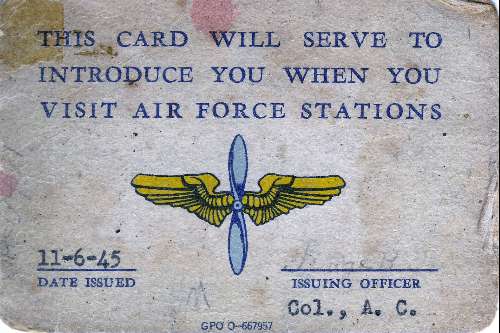 THIS CARD WILL SERVE TO
INTRODUCE YOU WHEN YOU
VISIT AIR FORCE STATIONS
11-6-45
DATE ISSUED
ISSUING OFFICER
Col., A. C.
GPO O–667957